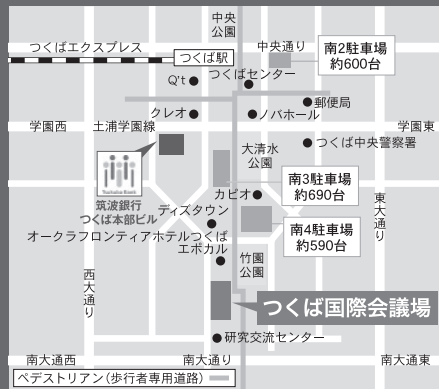 中央
公園
つくばエクスプレス
中央通り
南2駐車場
約600台
つくば駅
Q't
つくばセンター
郵便局
クレオ
ノバホール
学園西
土浦学園線
学園東
大清水
公園
つくば中央警察署
Tsukuba Bank
筑波銀行
つくば本部ビル
南3駐車場
約690台
カピオ
ディズタウン
オークラフロンティアホテルつくば
エポカル
南4駐車場
約590台
東大通り
西大通り
竹園
公園
つくば国際会議場
研究交流センター
南大通西
南大通り
南大通東
ペデストリアン(歩行者専用道路)